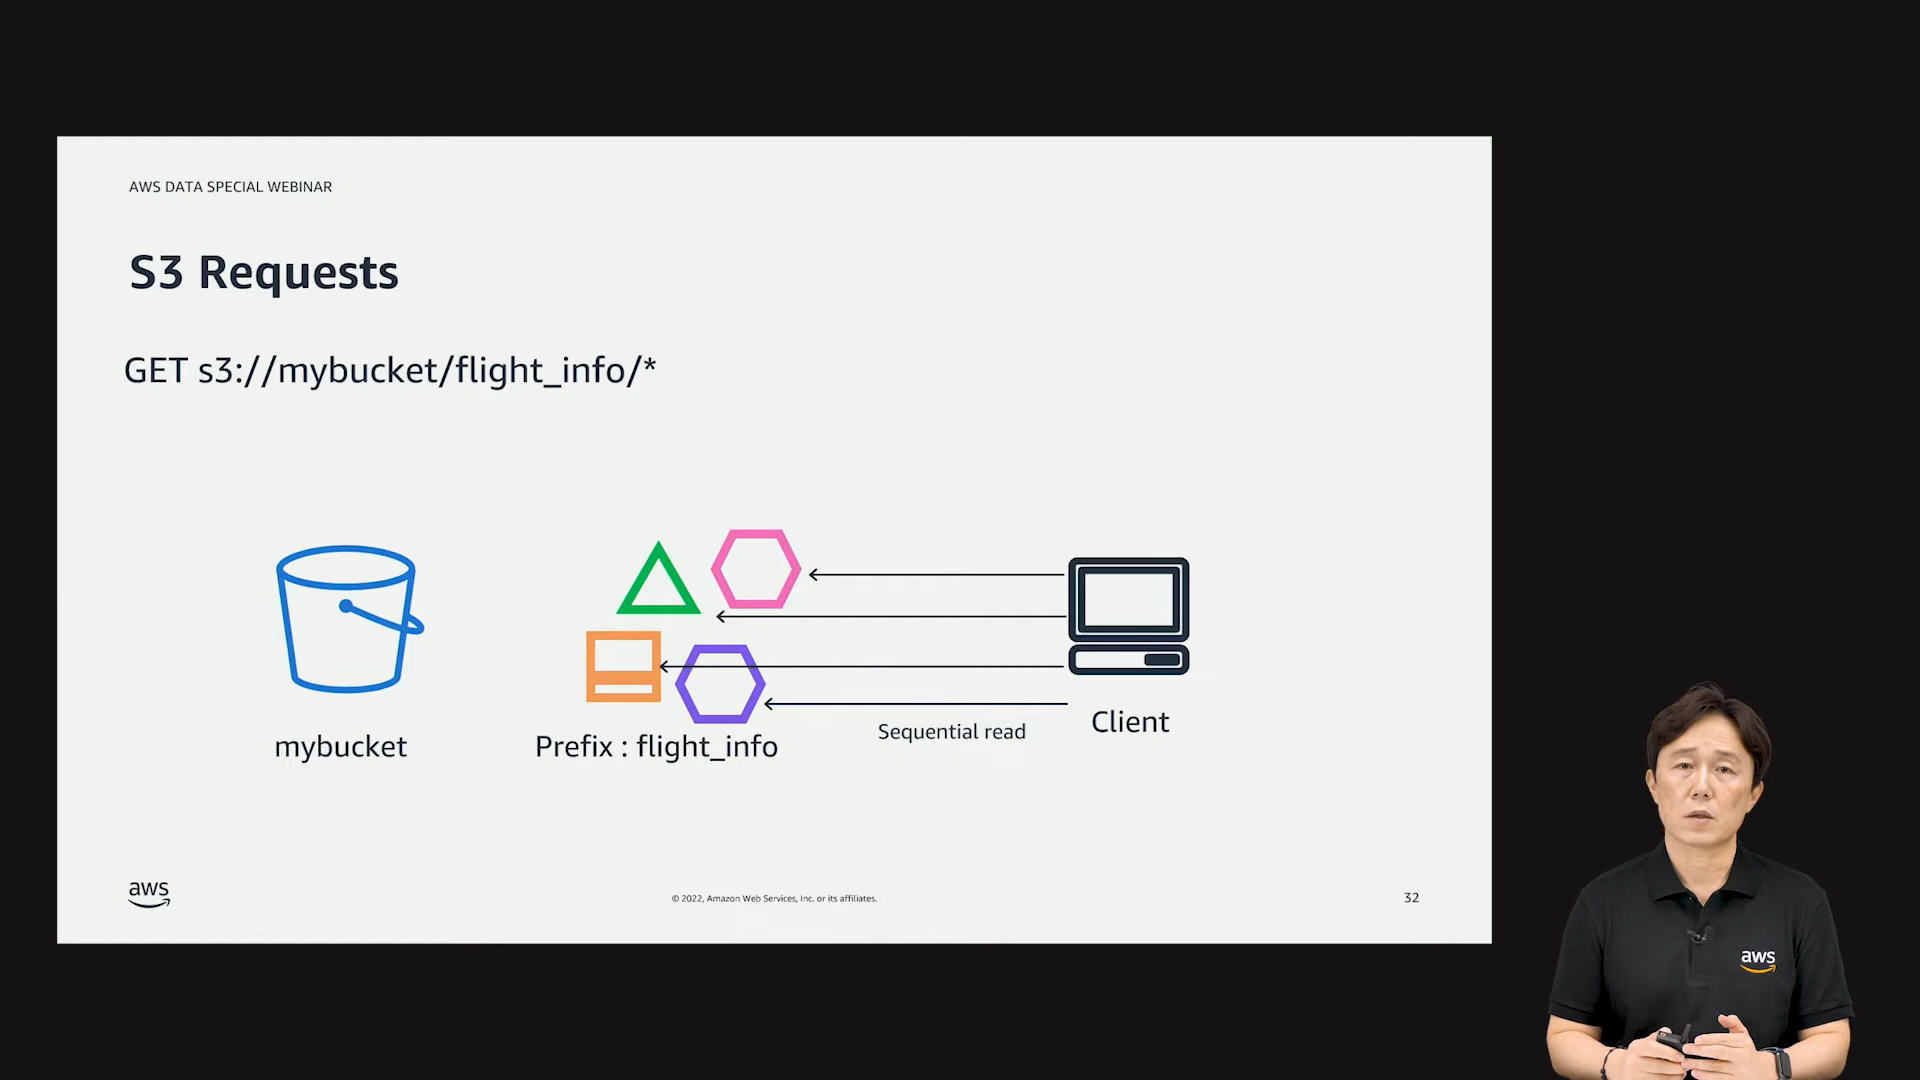 AWS DATA SPECIAL WEBINAR
S3 Requests
GET s3://mybucket/flight_info/*
mybucket
Prefix : flight_info
Sequential read
Client
aws
© 2022, Amazon Web Services, Inc. or its affiliates.
32
aws